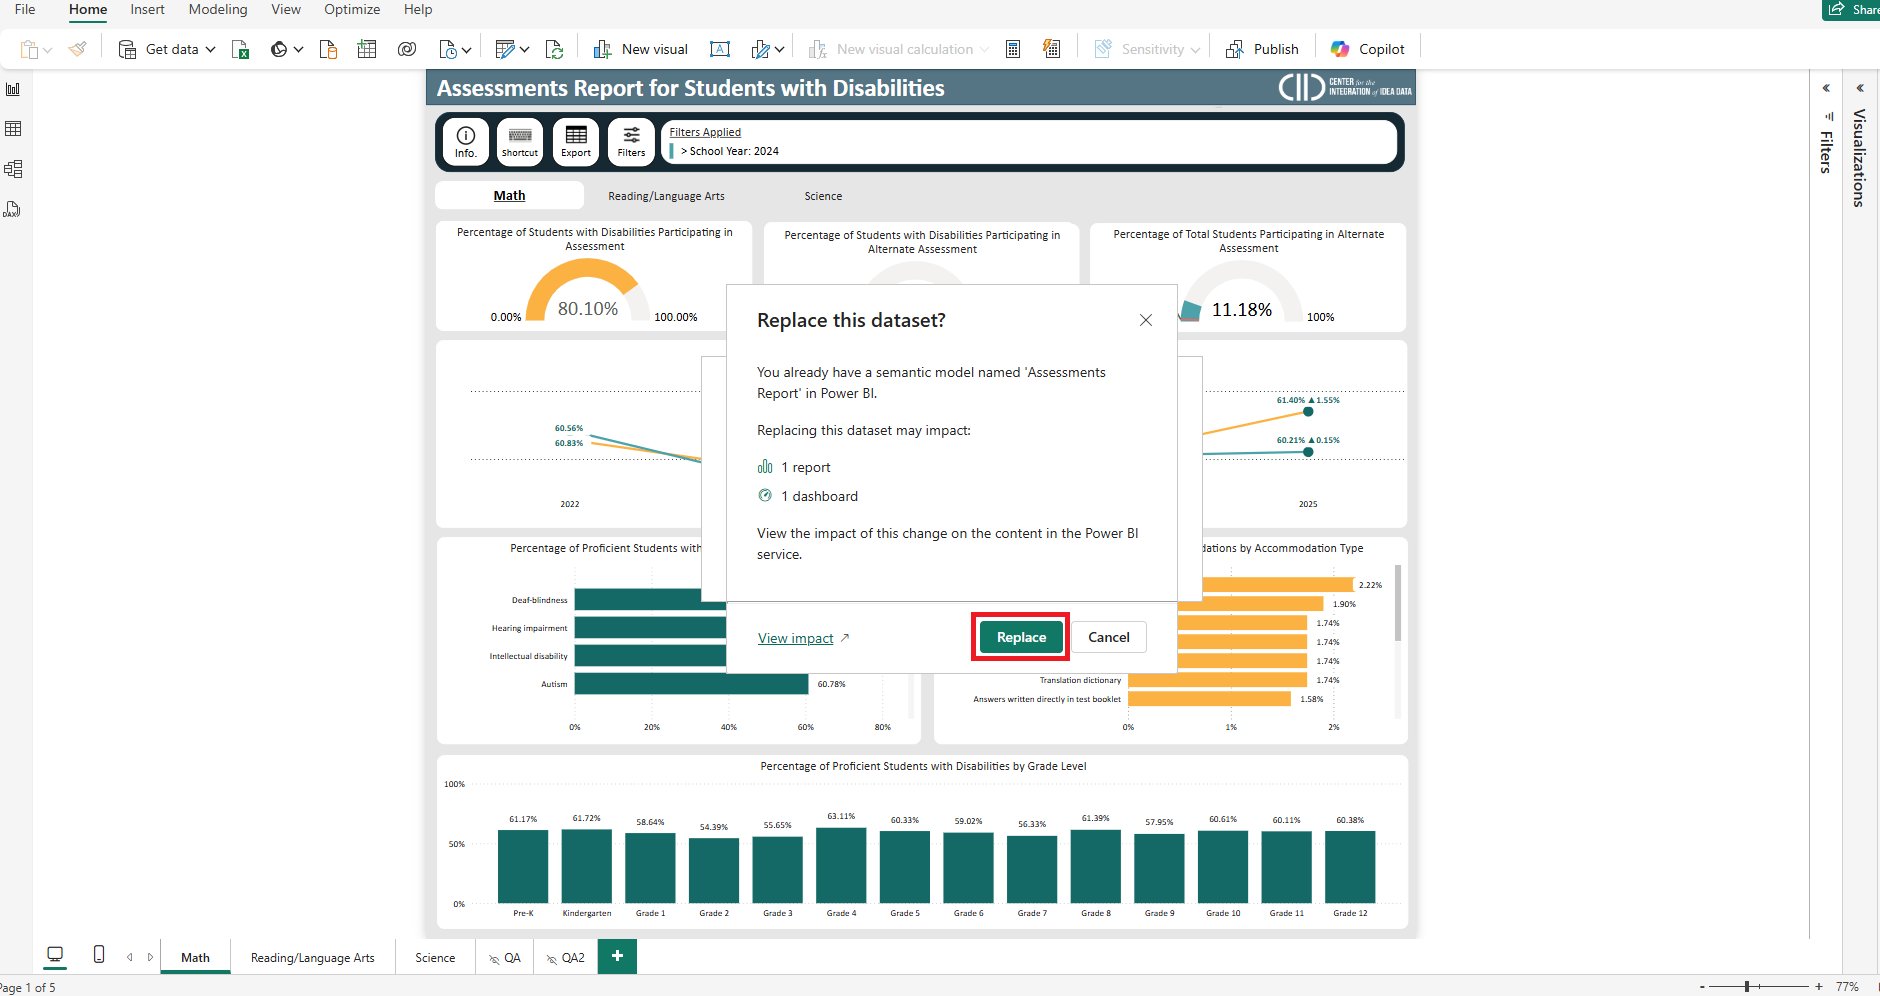 File Home Insert Modeling View Optimize Help
Share
Get data New visual New visual calculation Sensitivity Publish Copilot
Assessments Report for Students with Disabilities
CENTER for the
INTEGRATION of IDEA DATA
Info. Shortcut Export Filters
Filters Applied
> School Year: 2024
Filters
Visualizations
DAX
Math Reading/Language Arts Science
Percentage of Students with Disabilities Participating in
Assessment
80.10%
0.00% 100.00%
Percentage of Students with Disabilities Participating in
Alternate Assessment
Percentage of Total Students Participating in Alternate
Assessment
11.18%
100%
Replace this dataset?
You already have a semantic model named 'Assessments
Report' in Power BI.
Replacing this dataset may impact:
1 report
1 dashboard
View the impact of this change on the content in the Power BI
service.
View impact Replace Cancel
60.56%
60.83%
2022
61.40% ▲1.55%
60.21% ▲0.15%
2025
Percentage of Proficient Students with
Deaf-blindness
Hearing impairment
Intellectual disability
Autism 60.78%
0% 20% 40% 60% 80%
dations by Accommodation Type
2.22%
1.90%
1.74%
1.74%
1.74%
Translation dictionary 1.74%
Answers written directly in test booklet 1.58%
0% 1% 2%
Percentage of Proficient Students with Disabilities by Grade Level
100%
50%
0%
61.17% 61.72% 58.64% 54.39% 55.65% 63.11% 60.33% 59.02% 56.33% 61.39% 57.95% 60.61% 60.11% 60.38%
Pre-K Kindergarten Grade 1 Grade 2 Grade 3 Grade 4 Grade 5 Grade 6 Grade 7 Grade 8 Grade 9 Grade 10 Grade 11 Grade 12
Math Reading/Language Arts Science QA QA2 +
Page 1 of 5
- + 77%